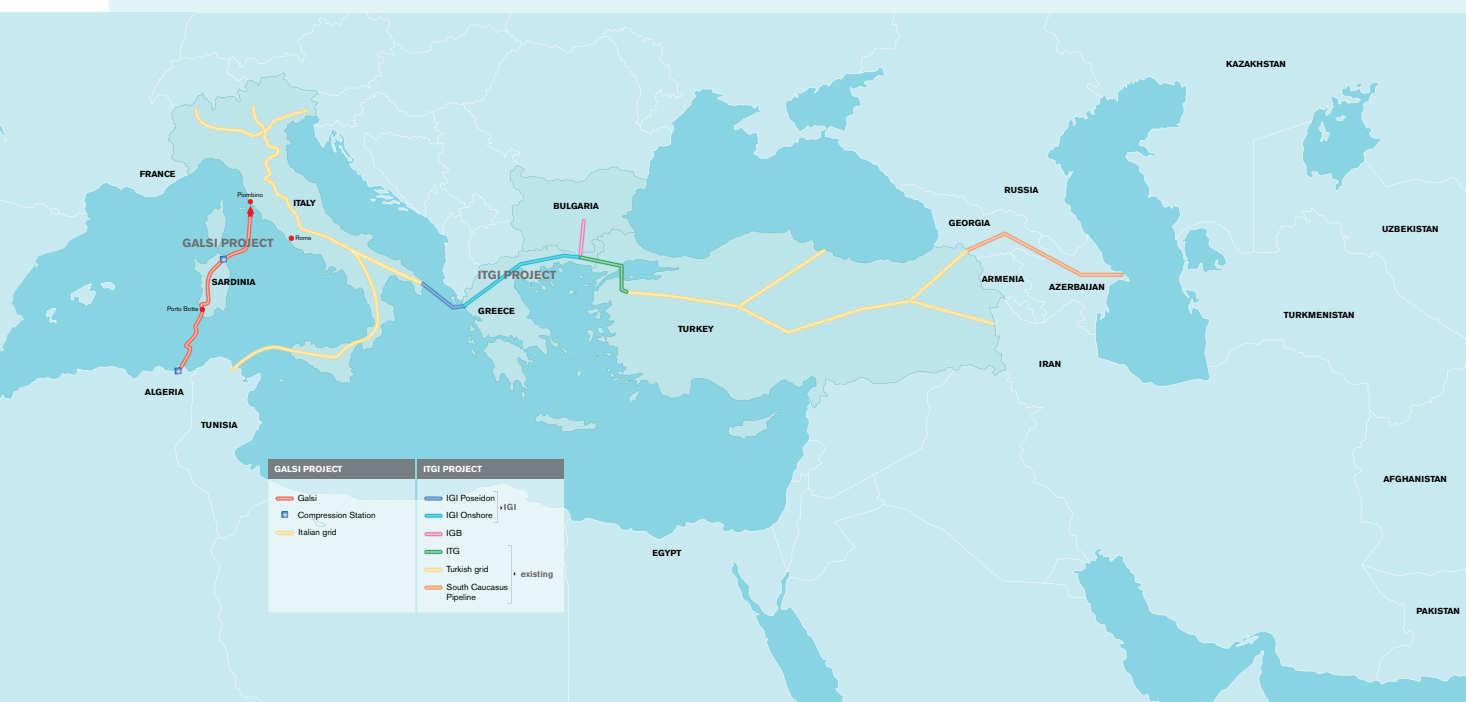 KAZAKHSTAN
FRANCE
RUSSIA
Piombino
ITALY
BULGARIA
GEORGIA
UZBEKISTAN
Rome
GALSI PROJECT
ITGI PROJECT
SARDINIA
ARMENIA
AZERBAIJAN
Porto Botte
GREECE
TURKEY
TURKMENISTAN
IRAN
ALGERIA
TUNISIA
GALSI PROJECT
Galsi
Compression Station
Italian grid
ITGI PROJECT
IGI Poseidon
IGI Onshore
IGI
IGB
ITG
Turkish grid
South Caucasus
Pipeline
existing
EGYPT
AFGHANISTAN
PAKISTAN